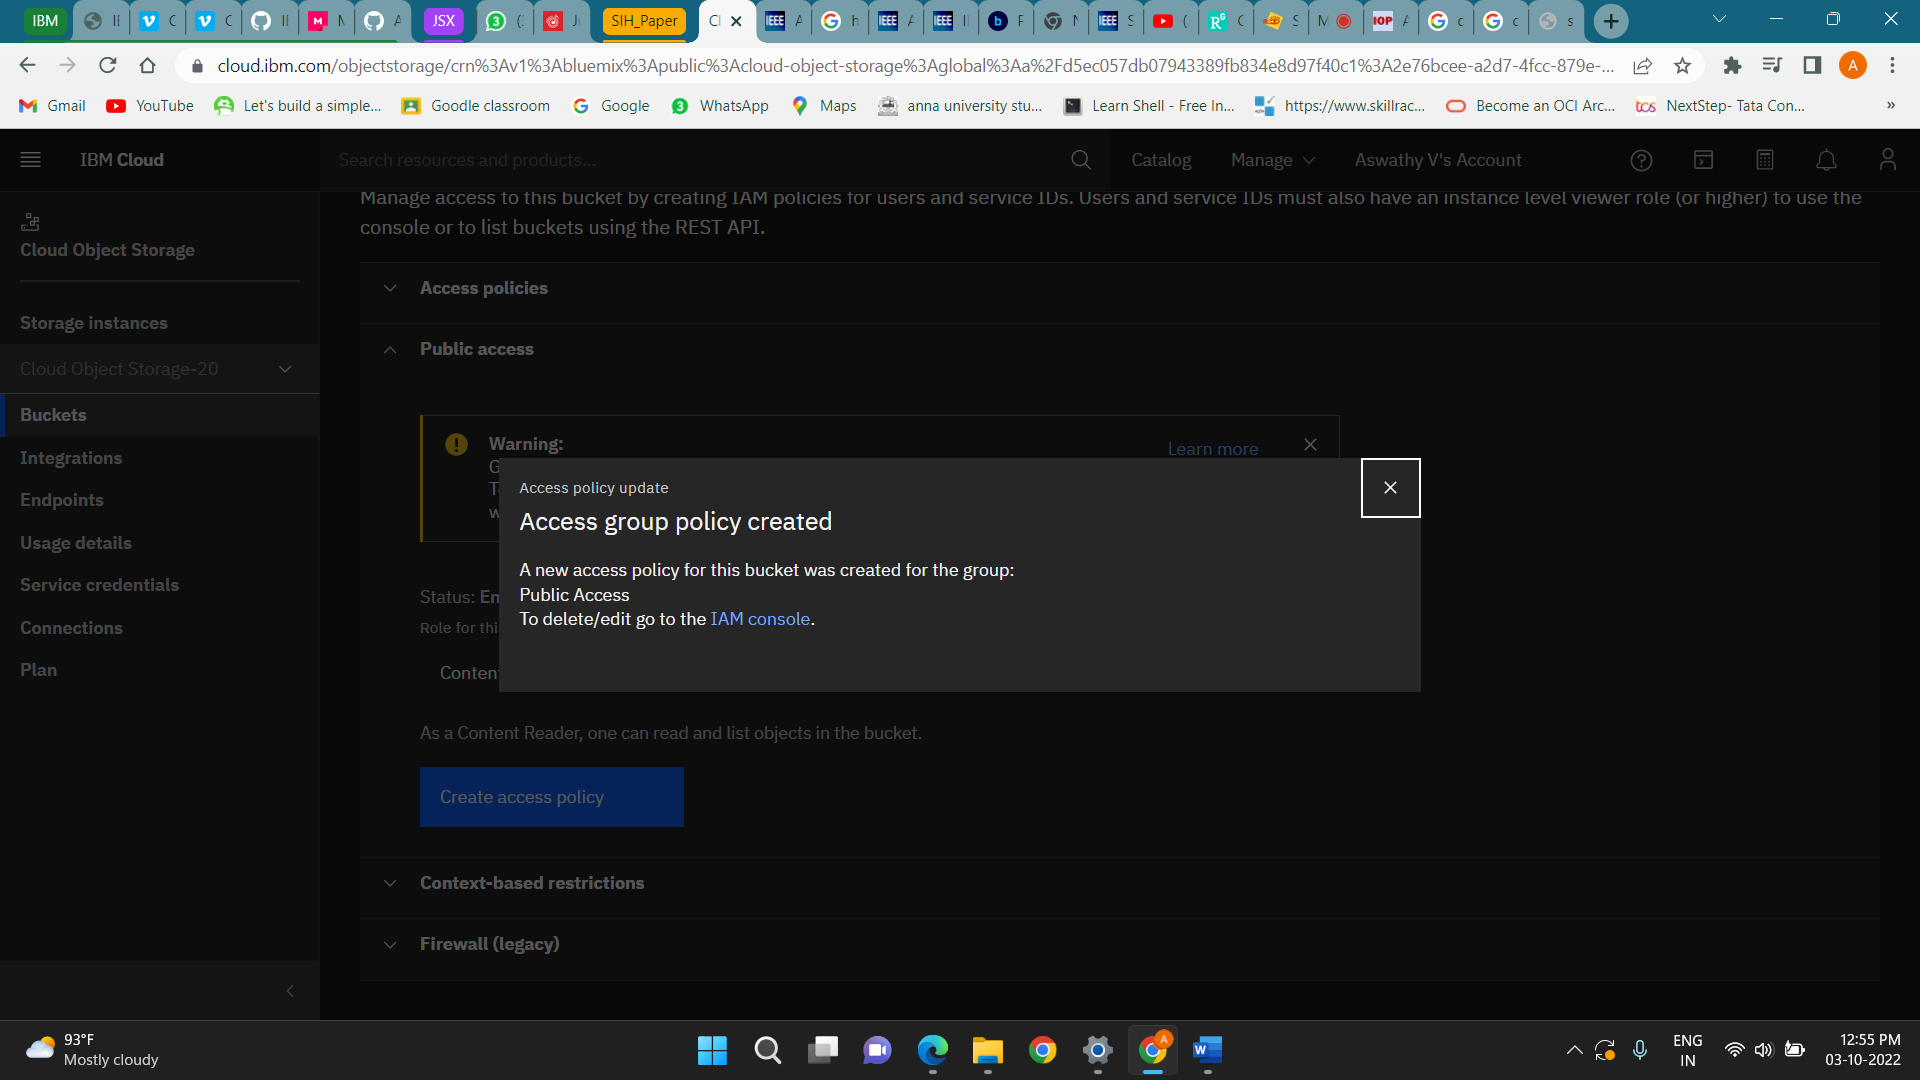 IBM
JSX
SIH_Paper
cloud.ibm.com/objectstorage/crn%3Av1%3Abluemix%3Apublic%3Acloud-object-storage%3Aglobal%3Aa%2Fd5ec057db07943389fb834e8d97f40c1%3A2e76bcee-a2d7-4fcc-879e-...
Gmail YouTube Let's build a simple... Goodle classroom Google WhatsApp Maps anna university stu... Learn Shell - Free In... https://www.skillrac... Become an OCI Arc... NextStep- Tata Con... »
IBM Cloud
Search resources and products...
Catalog
Manage
Aswathy V's Account
Manage access to this bucket by creating IAM policies for users and service IDs. Users and service IDs must also have an instance level viewer role (or higher) to use the
console or to list buckets using the REST API.
Cloud Object Storage
Storage instances
Cloud Object Storage-20
Buckets
Integrations
Endpoints
Usage details
Service credentials
Connections
Plan
Access policies
Public access
Warning:
Learn more
Access policy update
Access group policy created
A new access policy for this bucket was created for the group:
Public Access
To delete/edit go to the IAM console.
Status: En
Role for thi
Conten
As a Content Reader, one can read and list objects in the bucket.
Create access policy
Context-based restrictions
Firewall (legacy)
93°F
Mostly cloudy
ENG
IN
12:55 PM
03-10-2022